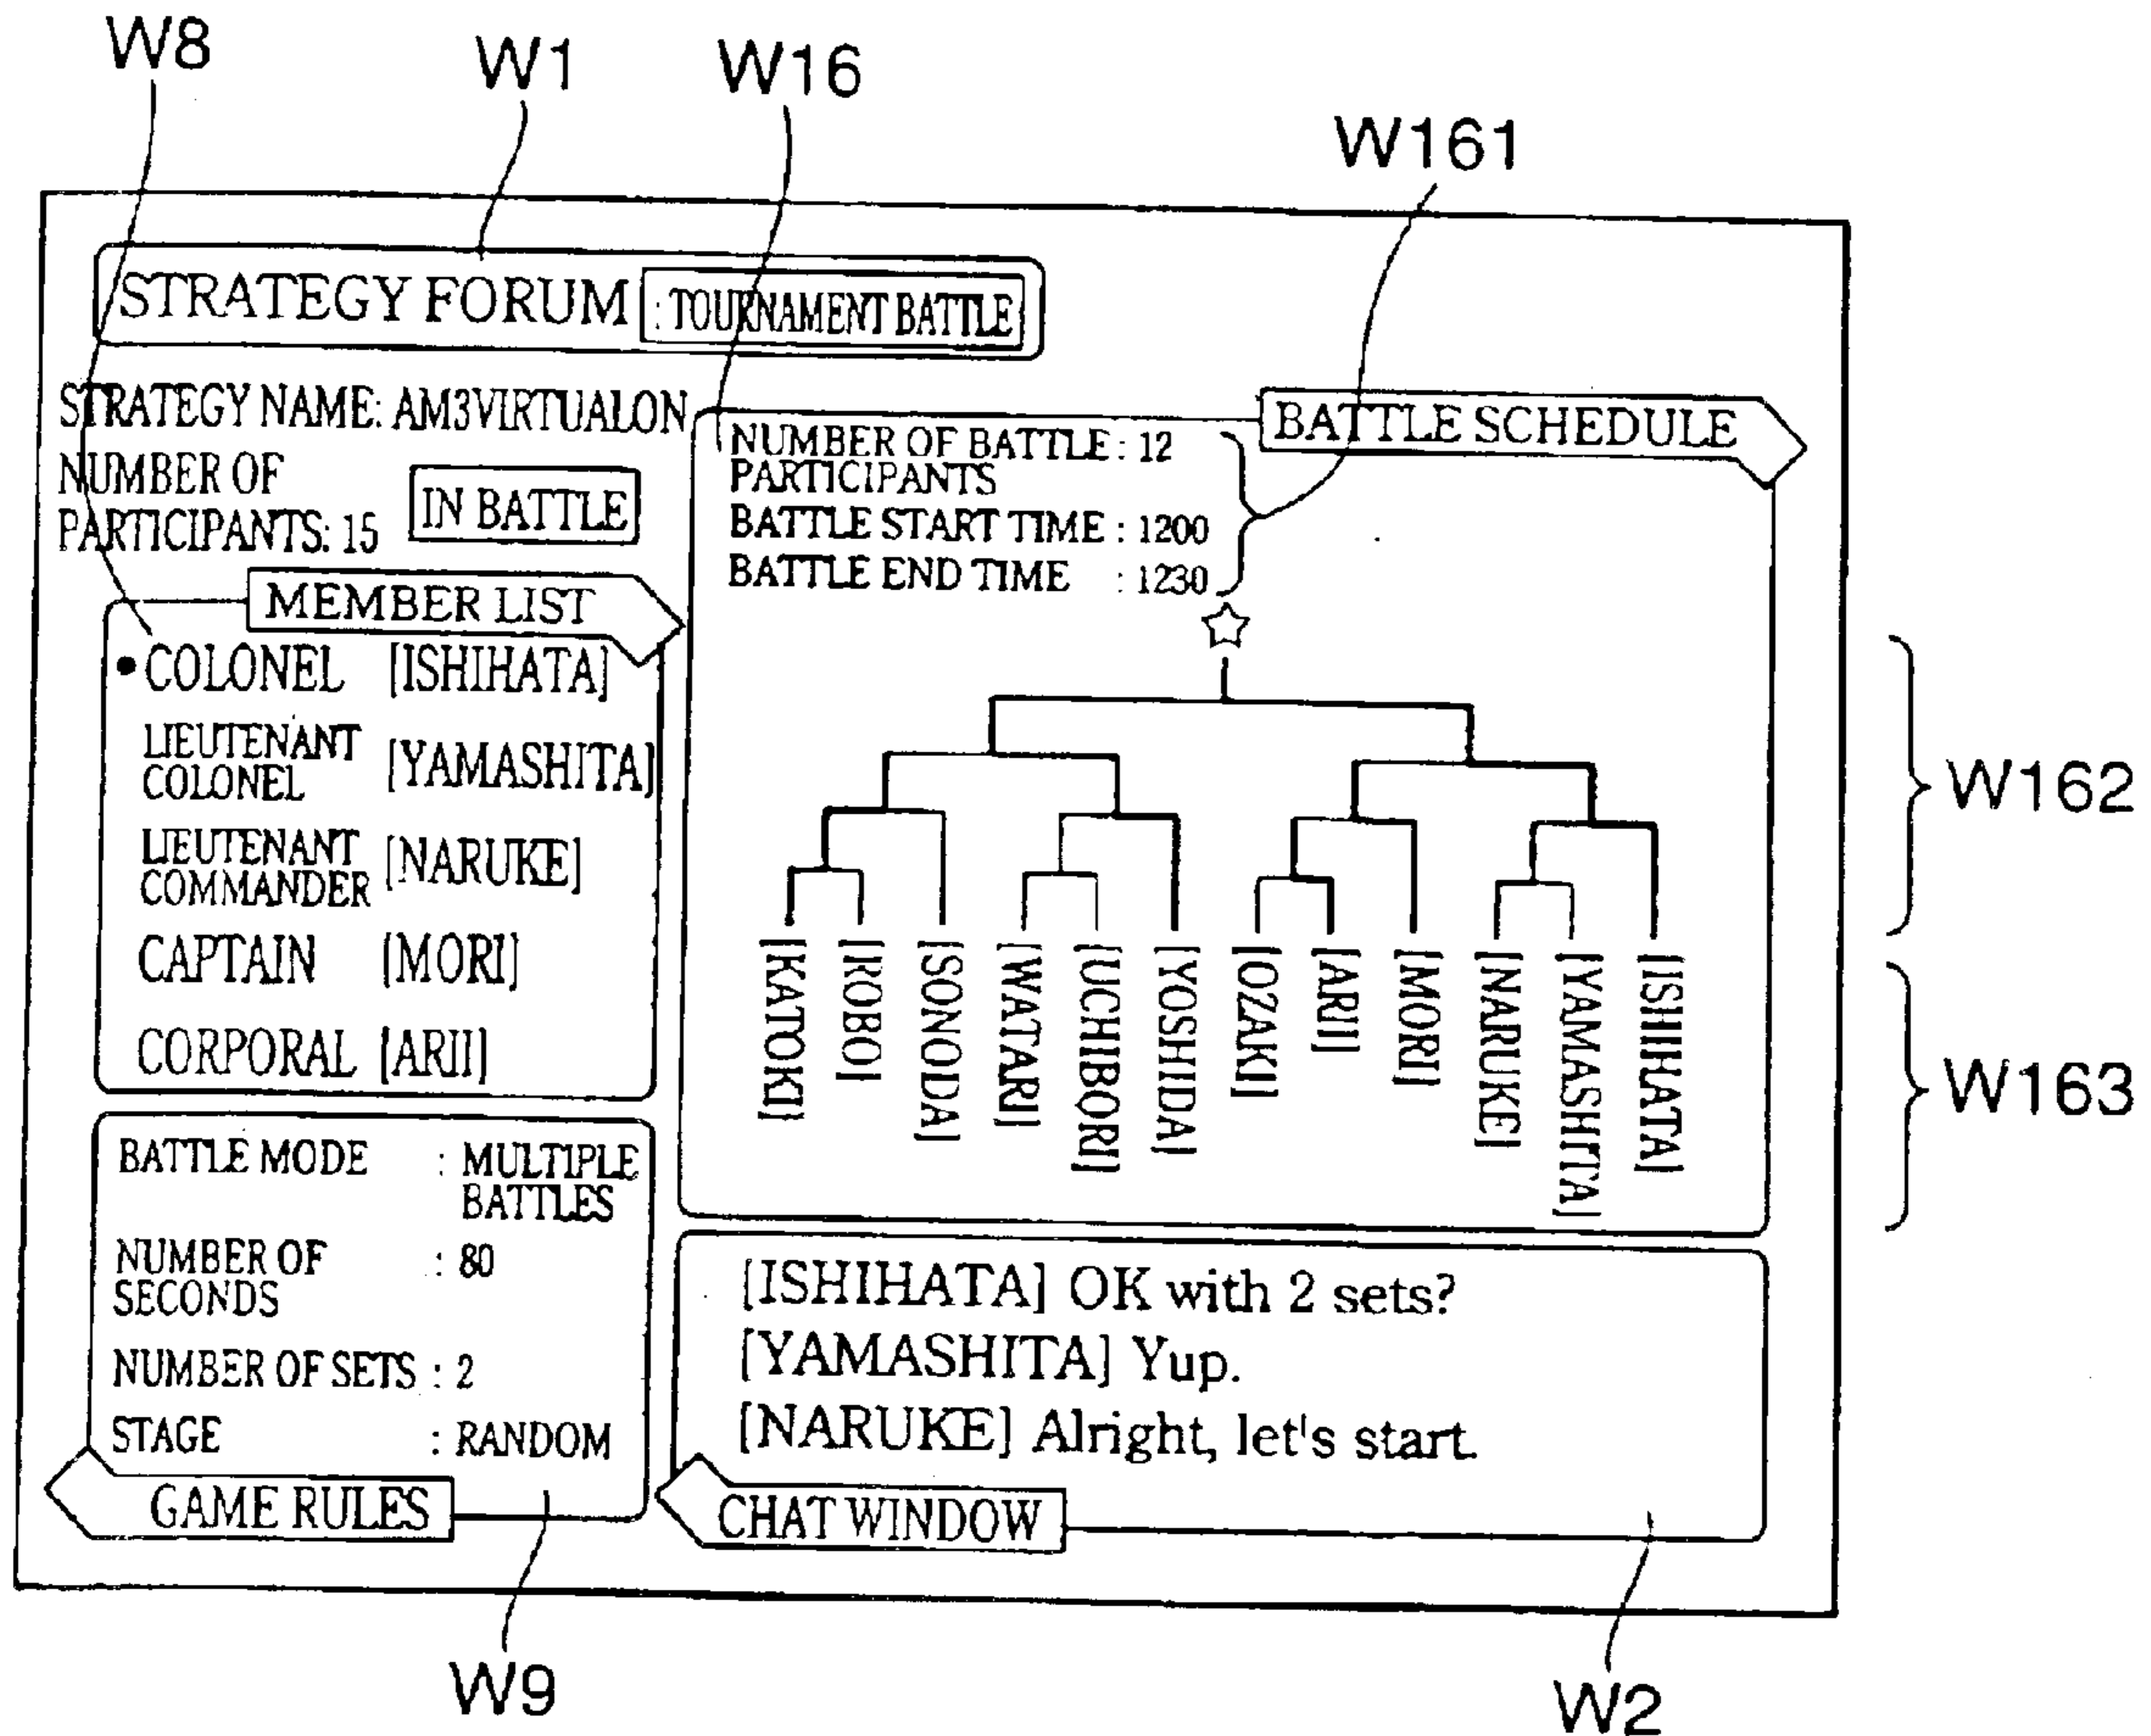 W8
W1
W16
W161
STRATEGY FORUM : TOURNAMENT BATTLE
STRATEGY NAME: AM3VIRTUALON
NUMBER OF
PARTICIPANTS: 15
IN BATTLE
MEMBER LIST
•COLONEL [ISHIHATA]
LIEUTENANT
COLONEL [YAMASHITA]
LIEUTENANT
COMMANDER [NARUKE]
CAPTAIN [MORI]
CORPORAL [ARII]
BATTLE SCHEDULE
NUMBER OF BATTLE : 12
PARTICIPANTS
BATTLE START TIME : 1200
BATTLE END TIME : 1230
W162
[KATOKI]
[ROBO]
[SONODA]
[WATARI]
[UCHIBORI]
[YOSHIDA]
[OZAKI]
[ARII]
[MORI]
[NARUKE]
[YAMASHITA]
[ISHIHATA]
W163
BATTLE MODE : MULTIPLE
BATTLES
NUMBER OF : 80
SECONDS
NUMBER OF SETS : 2
STAGE : RANDOM
GAME RULES
[ISHIHATA] OK with 2 sets?
[YAMASHITA] Yup.
[NARUKE] Alright, let's start.
CHAT WINDOW
W9
W2